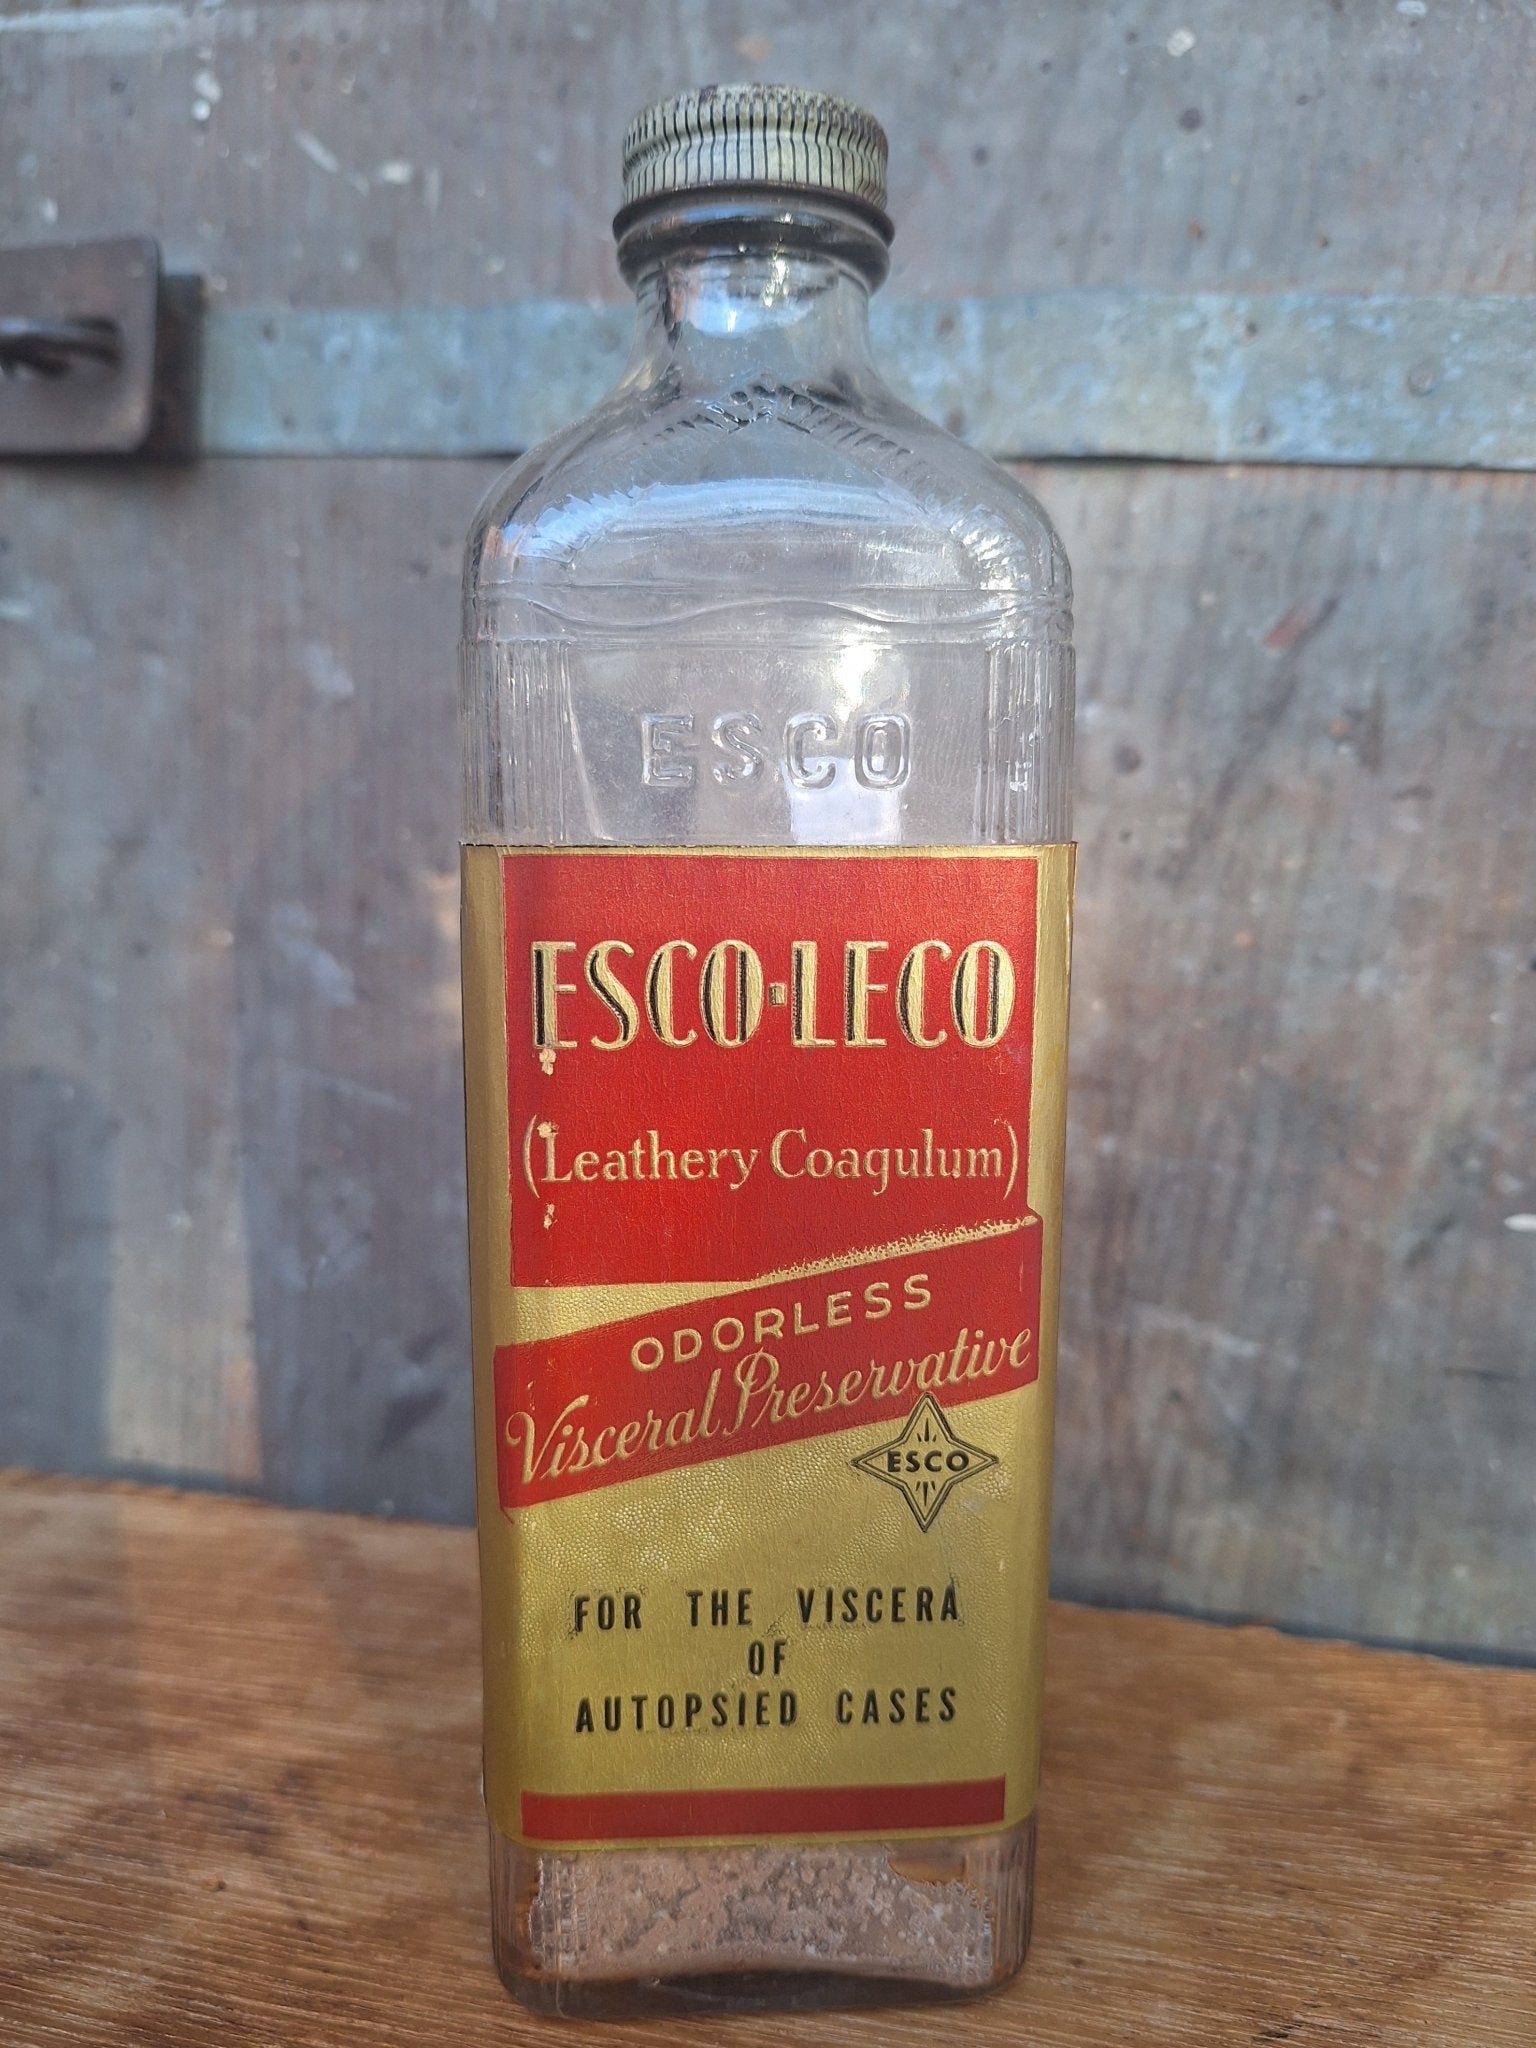 ESCO
ESCO-LECO
(Leathery Coagulum)
ODORLESS
Visceral Preservative
ESCO
FOR THE VISCERA
OF
AUTOPSIED CASES